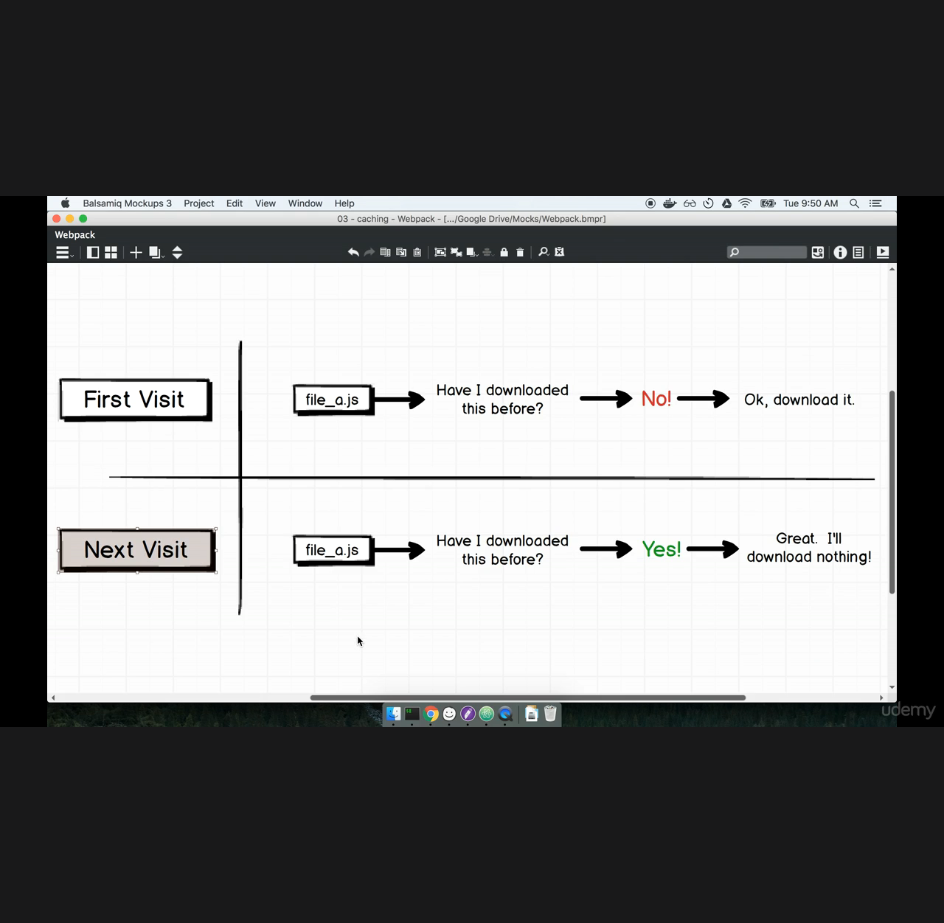 Balsamiq Mockups 3 Project Edit View Window Help Tue 9:50 AM
03 - caching - Webpack - [.../Google Drive/Mocks/Webpack.bmpr]
Webpack
First Visit
file_a.js
Have I downloaded
this before?
No!
Ok, download it.
Next Visit
file_a.js
Have I downloaded
this before?
Yes!
Great. I'll
download nothing!
udemy